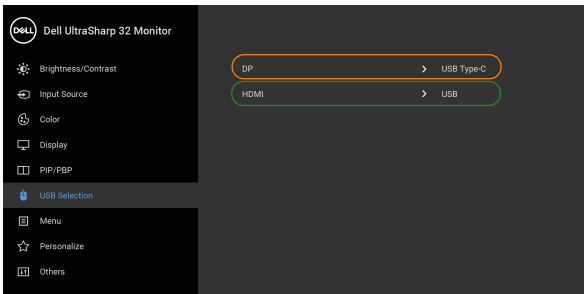 DELL Dell UltraSharp 32 Monitor
Brightness/Contrast
DP USB Type-C
Input Source
HDMI USB
Color
Display
PIP/PBP
USB Selection
Menu
Personalize
Others